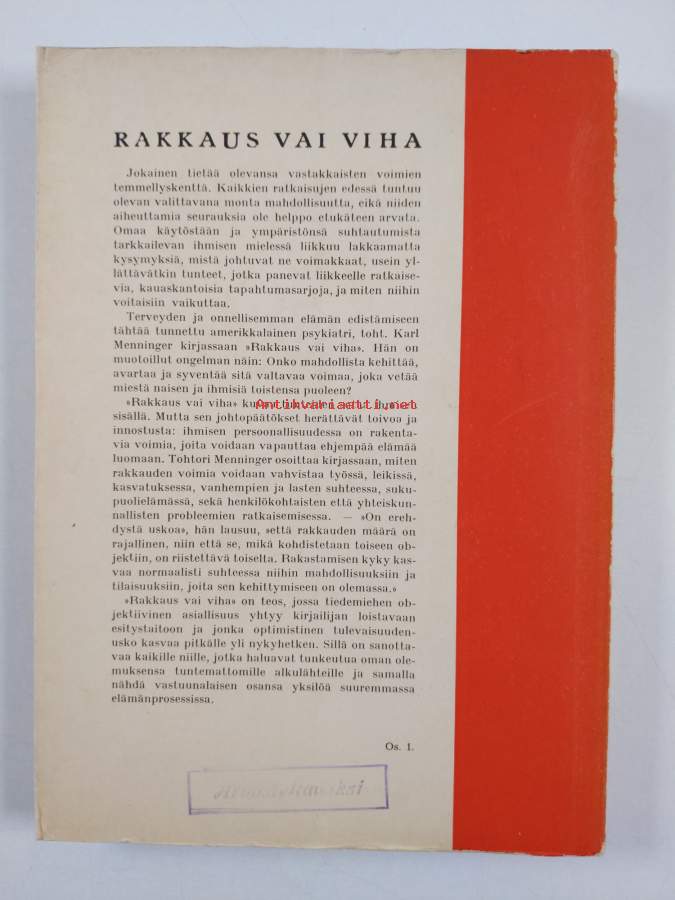 RAKKAUS VAI VIHA
Jokainen tietää olevansa vastakkaisten voimien
temmellyskenttä. Kaikkien ratkaisujen edessä tuntuu
olevan valittavana monta mahdollisuutta, eikä niiden
aiheuttamia seurauksia ole helppo etukäteen arvata.
Omaa käytöstään ja ympäristönsä suhtautumista
tarkkailevan ihmisen mielessä liikkuu lakkaamatta
kysymyksiä, mistä johtuvat ne voimakkaat, usein yl-
lättävätkin tunteet, jotka panevat liikkeelle ratkaise-
via, kauaskantoisia tapahtumasarjoja, ja miten niihin
voitaisiin vaikuttaa.
Terveyden ja onnellisemman elämän edistämiseen
tähtää tunnettu amerikkalainen psykiatri, toht. Karl
Menninger kirjassaan »Rakkaus vai viha». Hän on
muotoillut ongelman näin: Onko mahdollista kehittää,
avartaa ja syventää sitä valtavaa voimaa, joka vetää
miestä naisen ja ihmisiä toistensa puoleen?
»Rakkaus vai viha» ihmisen
Antikvariaatti.net
sisällä. Mutta sen johtopäätökset herättävät toivoa ja
innostusta: ihmisen persoonallisuudessa on rakenta-
via voimia, joita voidaan vapauttaa ehjempää elämää
luomaan. Tohtori Menninger osoittaa kirjassaan, miten
rakkauden voimia voidaan vahvistaa työssä, leikissä,
kasvatuksessa, vanhempien ja lasten suhteessa, suku-
puolielämässä, sekä henkilökohtaisten että yhteiskun-
nallisten probleemien ratkaisemisessa. — »On ereh-
dystä uskoa», hän lausuu, »että rakkauden määrä on
rajallinen, niin että se, mikä kohdistetaan toiseen ob-
jektiin, on riistettävä toiselta. Rakastamisen kyky kas-
vaa normaalisti suhteessa niihin mahdollisuuksiin ja
tilaisuuksiin, joita sen kehittymiseen on olemassa.»
»Rakkaus vai viha» on teos, jossa tiedemiehen ob-
jektiivinen asiallisuus yhtyy kirjailijan loistavaan
esitystaitoon ja jonka optimistinen tulevaisuuden-
usko kasvaa pitkälle yli nykyhetken. Sillä on sanotta-
vaa kaikille niille, jotka haluavat tunkeutua oman ole-
muksensa tuntemattomille alkulähteille ja samalla
nähdä vastuunalaisen osansa yksilöä suuremmassa
elämänprosessissa.
Os. 1.